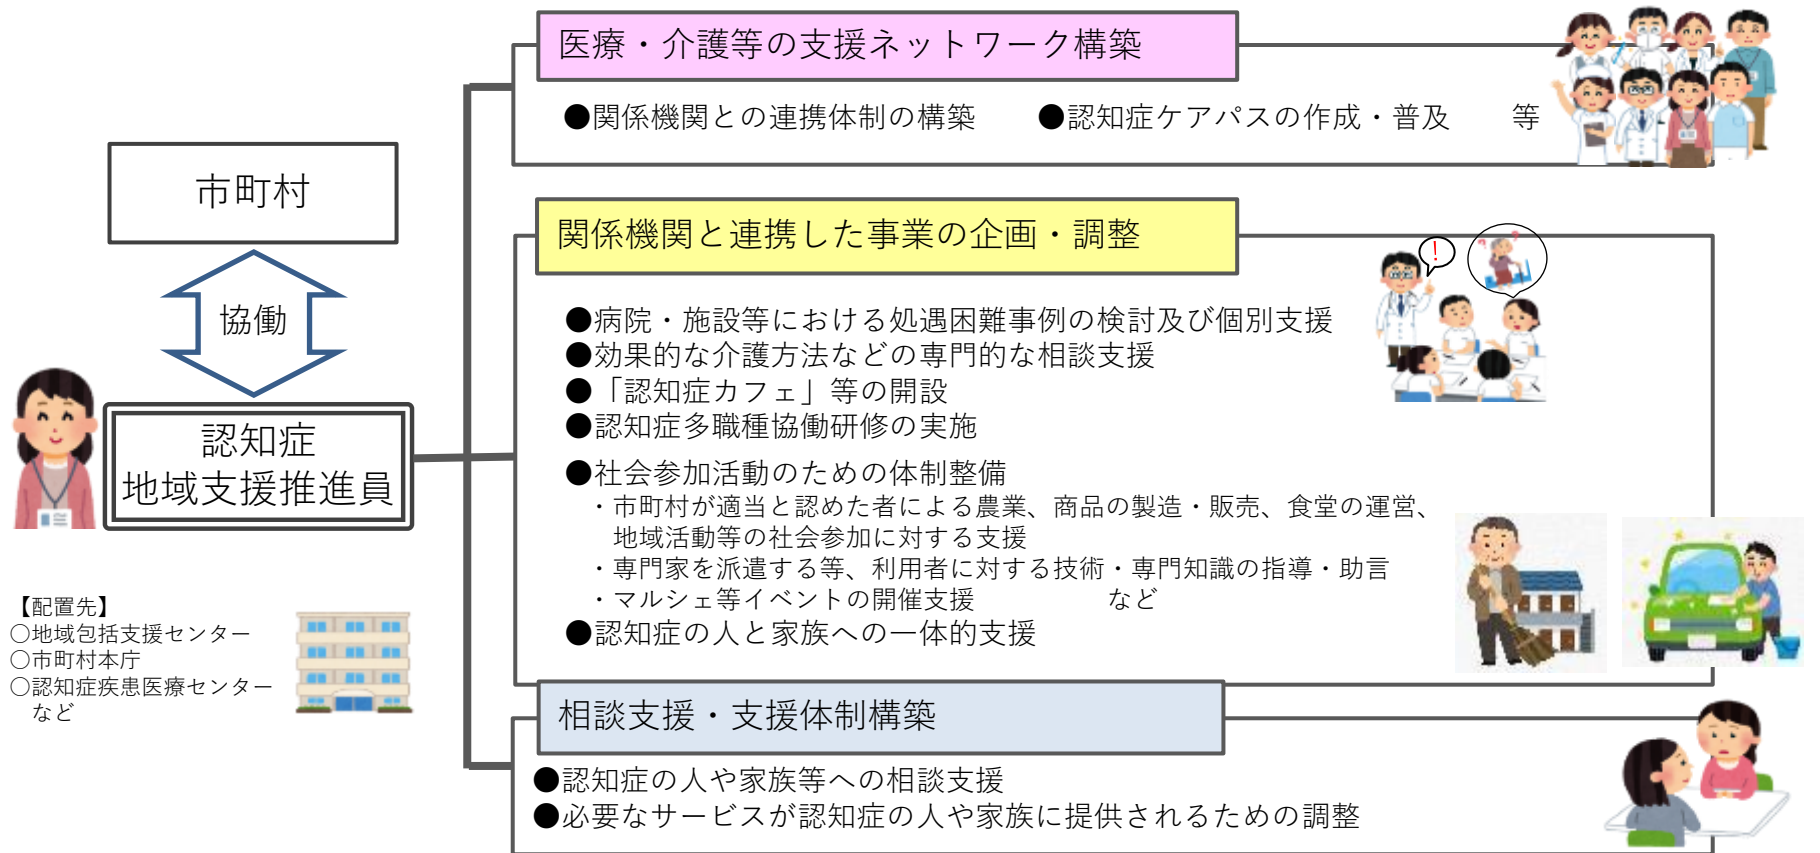 市町村
協働
認知症
地域支援推進員
【配置先】
○地域包括支援センター
○市町村本庁
○認知症疾患医療センター
など
医療・介護等の支援ネットワーク構築
●関係機関との連携体制の構築　●認知症ケアパスの作成・普及　等
関係機関と連携した事業の企画・調整
!
●病院・施設等における処遇困難事例の検討及び個別支援
●効果的な介護方法などの専門的な相談支援
●「認知症カフェ」等の開設
●認知症多職種協働研修の実施
●社会参加活動のための体制整備
・市町村が適当と認めた者による農業、商品の製造・販売、食堂の運営、
地域活動等の社会参加に対する支援
・専門家を派遣する等、利用者に対する技術・専門知識の指導・助言
・マルシェ等イベントの開催支援　など
●認知症の人と家族への一体的支援
相談支援・支援体制構築
●認知症の人や家族等への相談支援
●必要なサービスが認知症の人や家族に提供されるための調整